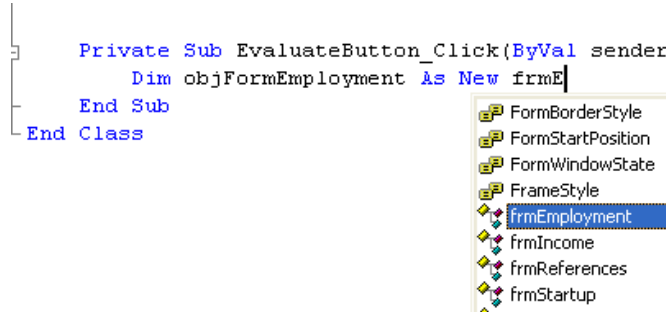 Private Sub EvaluateButton_Click(ByVal sender
Dim objFormEmployment As New frmE
End Sub
End Class
FormBorderStyle
FormStartPosition
FormWindowState
FrameStyle
frmEmployment
frmIncome
frmReferences
frmStartup